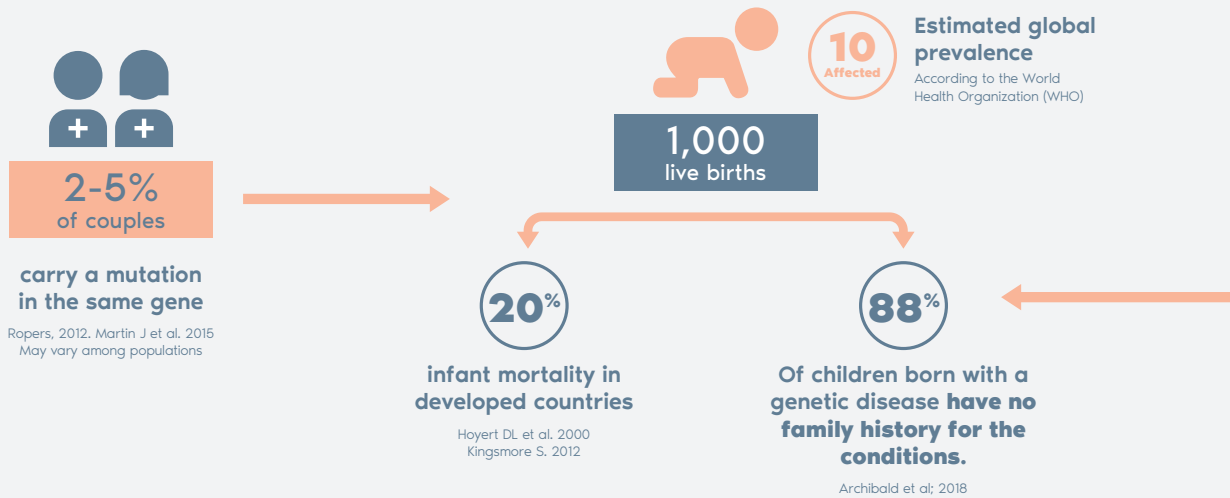 2-5%
of couples
carry a mutation
in the same gene
Ropers, 2012. Martin J et al. 2015
May vary among populations
1,000
live births
10
Affected
Estimated global
prevalence
According to the World
Health Organization (WHO)
20%
infant mortality in
developed countries
Hoyert DL et al. 2000
Kingsmore S. 2012
88%
Of children born with a
genetic disease have no
family history for the
conditions.
Archibald et al; 2018